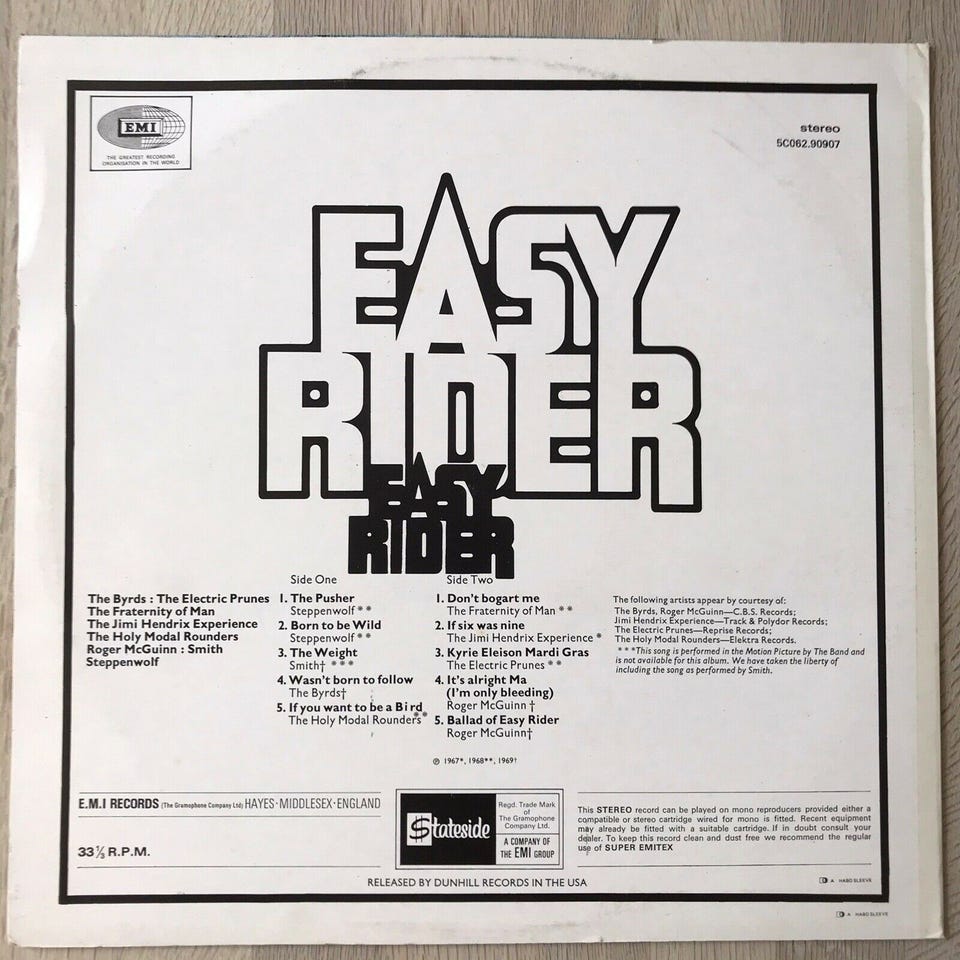 EMI
THE GREATEST RECORDING
ORGANISATION IN THE WORLD
stereo
5C062.90907
EASY
RIDER
EASY
RIDER
The Byrds : The Electric Prunes
The Fraternity of Man
The Jimi Hendrix Experience
The Holy Modal Rounders
Roger McGuinn : Smith
Steppenwolf
Side One
1. The Pusher
Steppenwolf * *
2. Born to be Wild
Steppenwolf * *
3. The Weight
Smith† * * *
4. Wasn't born to follow
The Byrds†
5. If you want to be a Bird
The Holy Modal Rounders * *
Side Two
1. Don't bogart me
The Fraternity of Man * *
2. If six was nine
The Jimi Hendrix Experience *
3. Kyrie Eleison Mardi Gras
The Electric Prunes * *
4. It's alright Ma
(I'm only bleeding)
Roger McGuinn †
5. Ballad of Easy Rider
Roger McGuinn†
The following artists appear by courtesy of:
The Byrds, Roger McGuinn—C.B.S. Records;
Jimi Hendrix Experience—Track & Polydor Records;
The Electric Prunes—Reprise Records;
The Holy Modal Rounders—Elektra Records.
* * *This song is performed in the Motion Picture by The Band and
is not available for this album. We have taken the liberty of
including the song as performed by Smith.
℗ 1967*, 1968**, 1969†
E.M.I RECORDS (The Gramophone Company Ltd) HAYES · MIDDLESEX · ENGLAND
33⅓ R.P.M.
Stateside
Regd. Trade Mark
of
The Gramophone
Company Ltd.
A COMPANY OF
THE EMI GROUP
This STEREO record can be played on mono reproducers provided either a
compatible or stereo cartridge wired for mono is fitted. Recent equipment
may already be fitted with a suitable cartridge. If in doubt consult your
dealer. To keep this record clean and dust free we recommend the regular
use of SUPER EMITEX
RELEASED BY DUNHILL RECORDS IN THE USA
A HABO SLEEVE
A HABO SLEEVE